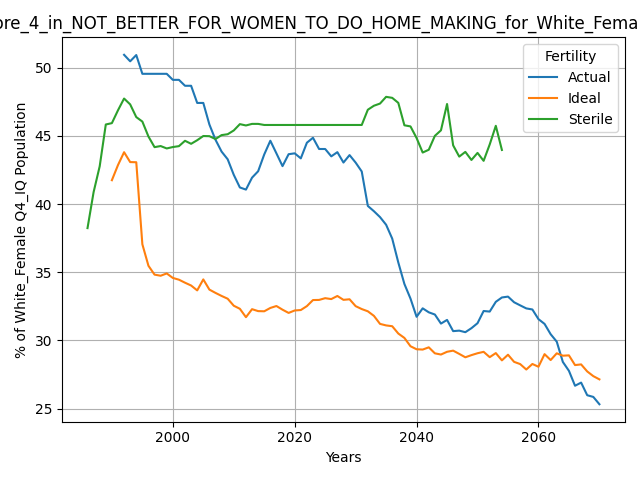 ore_4_in_NOT_BETTER_FOR_WOMEN_TO_DO_HOME_MAKING_for_White_Fema
% of White_Female Q4_IQ Population
50
45
40
35
30
25
Fertility
Actual
Ideal
Sterile
2000 2020 2040 2060
Years